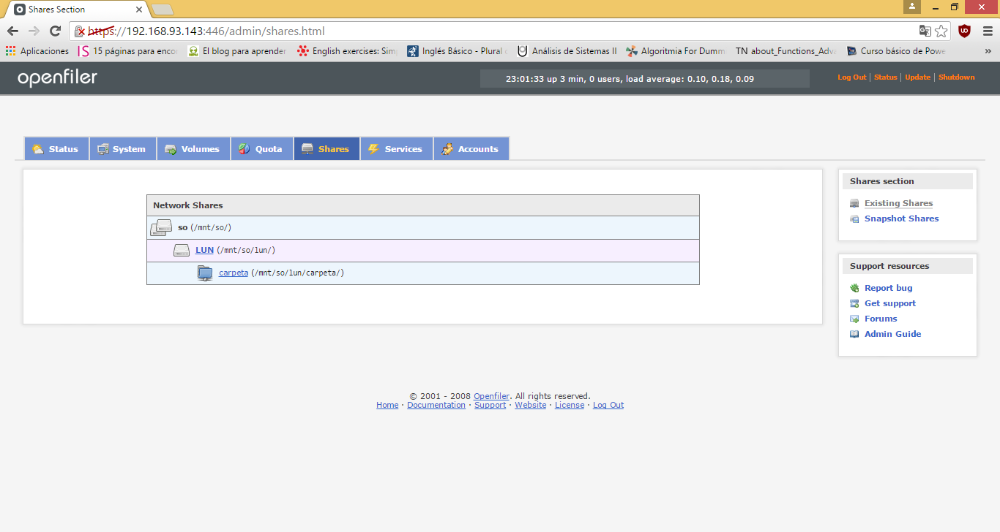 Shares Section
https://192.168.93.143:446/admin/shares.html
Aplicaciones 15 páginas para enco El blog para aprender English exercises: Sim Inglés Básico - Plural Análisis de Sistemas II Algoritmia For Dumm TN about_Functions_Adva Curso básico de Powe »
openfiler
23:01:33 up 3 min, 0 users, load average: 0.10, 0.18, 0.09
Log Out | Status | Update | Shutdown
Status System Volumes Quota Shares Services Accounts
Network Shares
so (/mnt/so/)
LUN (/mnt/so/lun/)
carpeta (/mnt/so/lun/carpeta/)
Shares section
Existing Shares
Snapshot Shares
Support resources
Report bug
Get support
Forums
Admin Guide
© 2001 - 2008 Openfiler. All rights reserved.
Home · Documentation · Support · Website · License · Log Out